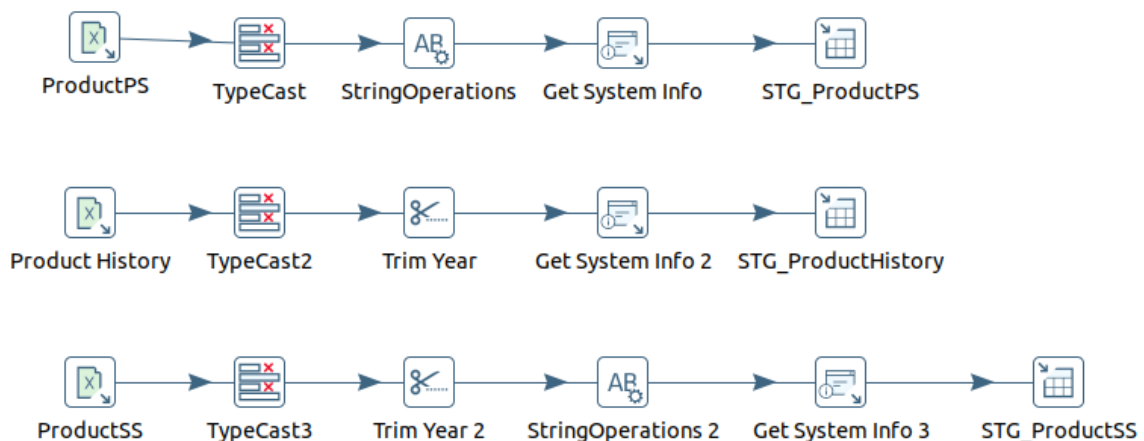 ProductPS
TypeCast
StringOperations
Get System Info
STG_ProductPS
Product History
TypeCast2
Trim Year
Get System Info 2
STG_ProductHistory
ProductSS
TypeCast3
Trim Year 2
StringOperations 2
Get System Info 3
STG_ProductSS